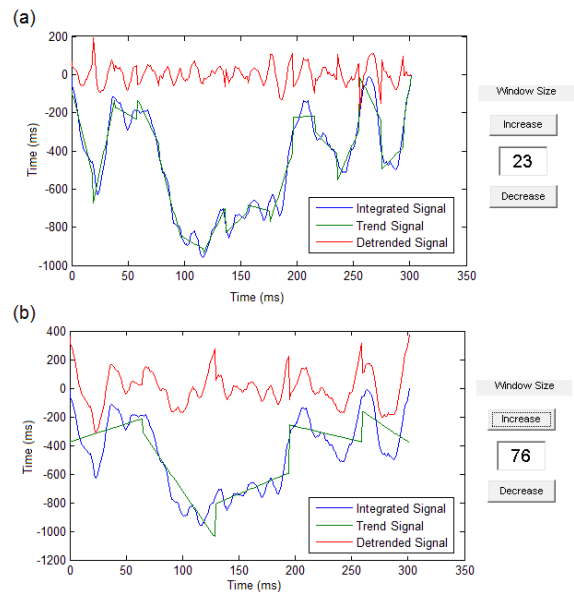 (a)
200
0
-200
-400
-600
-800
-1000
Time (ms)
0 50 100 150 200 250 300 350
Time (ms)
Integrated Signal
Trend Signal
Detrended Signal
Window Size
Increase
23
Decrease
(b)
400
200
0
-200
-400
-600
-800
-1000
-1200
Time (ms)
0 50 100 150 200 250 300 350
Time (ms)
Integrated Signal
Trend Signal
Detrended Signal
Window Size
Increase
76
Decrease